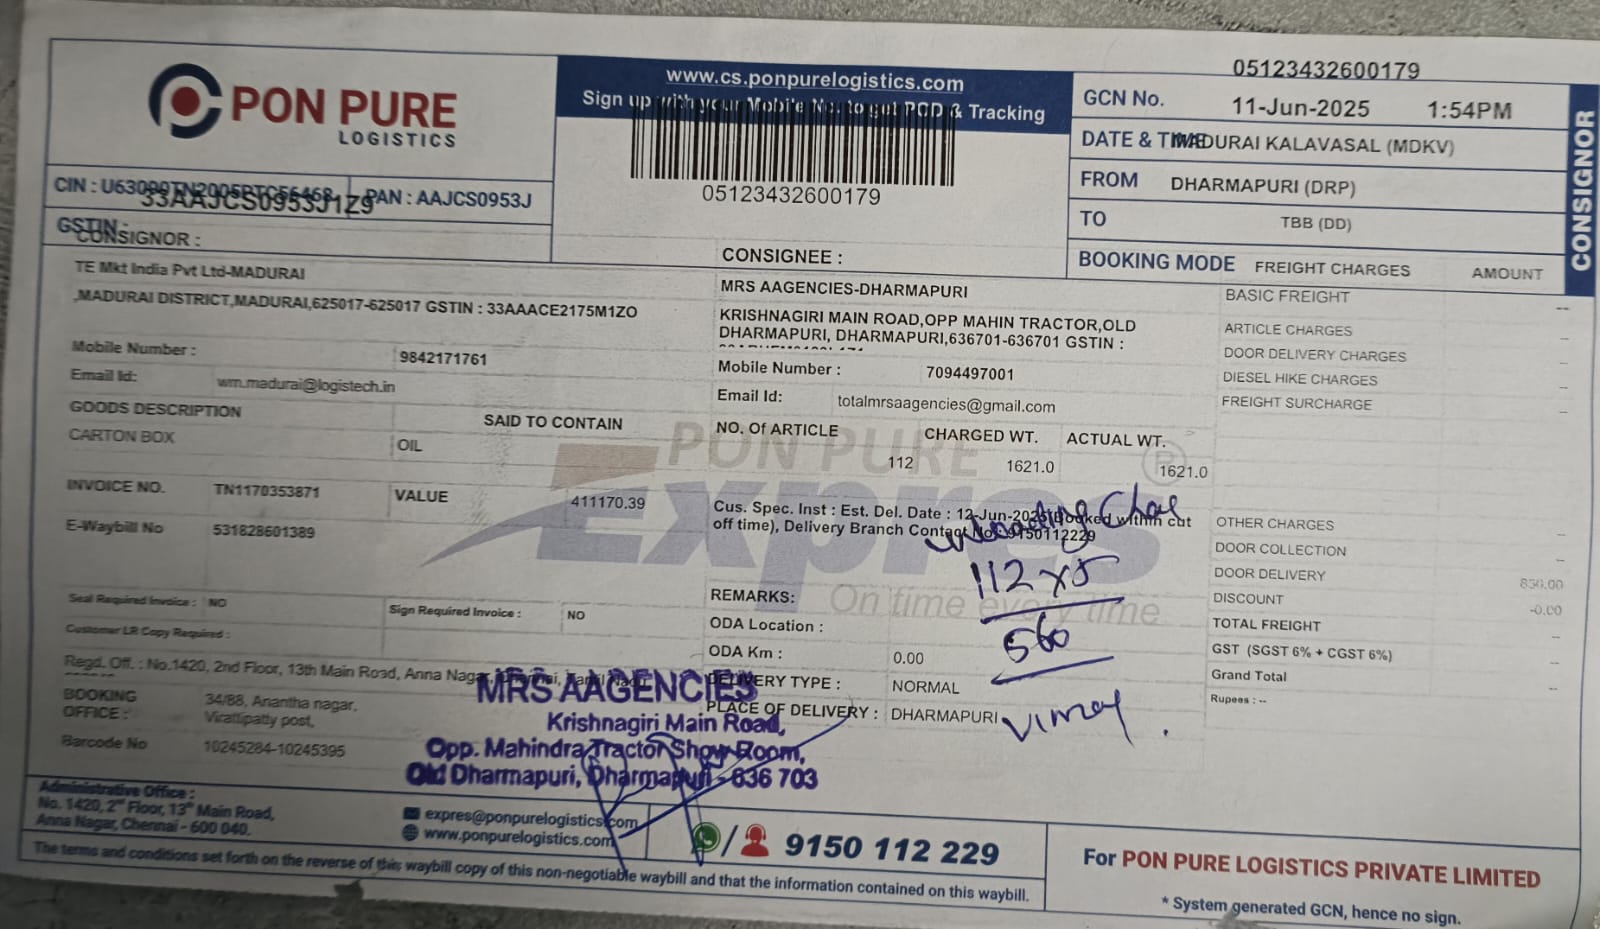 PON PURE
LOGISTICS
www.cs.ponpurelogistics.com
Sign up with your Mobile No. to get POD & Tracking
05123432600179
05123432600179
GCN No.
11-Jun-2025 1:54PM
DATE & TIME
MADURAI KALAVASAL (MDKV)
FROM DHARMAPURI (DRP)
TO TBB (DD)
BOOKING MODE
CONSIGNOR
CIN : PAN : AAJCS0953J
33AAJCS0953J1Z9
GSTIN :
CONSIGNOR :
TE Mkt India Pvt Ltd-MADURAI
,MADURAI DISTRICT,MADURAI,625017-625017 GSTIN : 33AAACE2175M1ZO
Mobile Number : 9842171761
Email Id: wm.madurai@logistech.in
GOODS DESCRIPTION SAID TO CONTAIN
CARTON BOX OIL
INVOICE NO. TN1170353871 VALUE 411170.39
E-Waybill No 531828601389
Seal Required Invoice : NO Sign Required Invoice : NO
Customer LR Copy Required :
Regd. Off. : No.1420, 2nd Floor, 13th Main Road, Anna Nagar, Chennai, Tamil Nadu
BOOKING OFFICE : 34/88, Anantha nagar,
Virattipatty post,
Barcode No 10245284-10245395
CONSIGNEE :
MRS AAGENCIES-DHARMAPURI
KRISHNAGIRI MAIN ROAD,OPP MAHIN TRACTOR,OLD
DHARMAPURI, DHARMAPURI,636701-636701 GSTIN :
Mobile Number : 7094497001
Email Id: totalmrsaagencies@gmail.com
NO. Of ARTICLE CHARGED WT. ACTUAL WT.
112 1621.0 1621.0
PON PURE
Expres
On time every time
Cus. Spec. Inst : Est. Del. Date : 12-Jun-2025(Booked within cut
off time), Delivery Branch Contact No : 9150112229
112 x 5
560
Vimal
REMARKS:
ODA Location :
ODA Km : 0.00
DELIVERY TYPE : NORMAL
PLACE OF DELIVERY : DHARMAPURI
FREIGHT CHARGES AMOUNT
BASIC FREIGHT --
ARTICLE CHARGES --
DOOR DELIVERY CHARGES --
DIESEL HIKE CHARGES --
FREIGHT SURCHARGE --
OTHER CHARGES --
DOOR COLLECTION --
DOOR DELIVERY 850.00
DISCOUNT -0.00
TOTAL FREIGHT --
GST (SGST 6% + CGST 6%)
Grand Total --
Rupees : --
MRS AAGENCIES
Krishnagiri Main Road,
Opp. Mahindra Tractor Show Room,
Old Dharmapuri, Dharmapuri - 636 703
Administrative Office :
No. 1420, 2nd Floor, 13th Main Road,
Anna Nagar, Chennai - 600 040.
expres@ponpurelogistics.com
www.ponpurelogistics.com
/ 9150 112 229
For PON PURE LOGISTICS PRIVATE LIMITED
* System generated GCN, hence no sign.
The terms and conditions set forth on the reverse of this waybill copy of this non-negotiable waybill and that the information contained on this waybill.